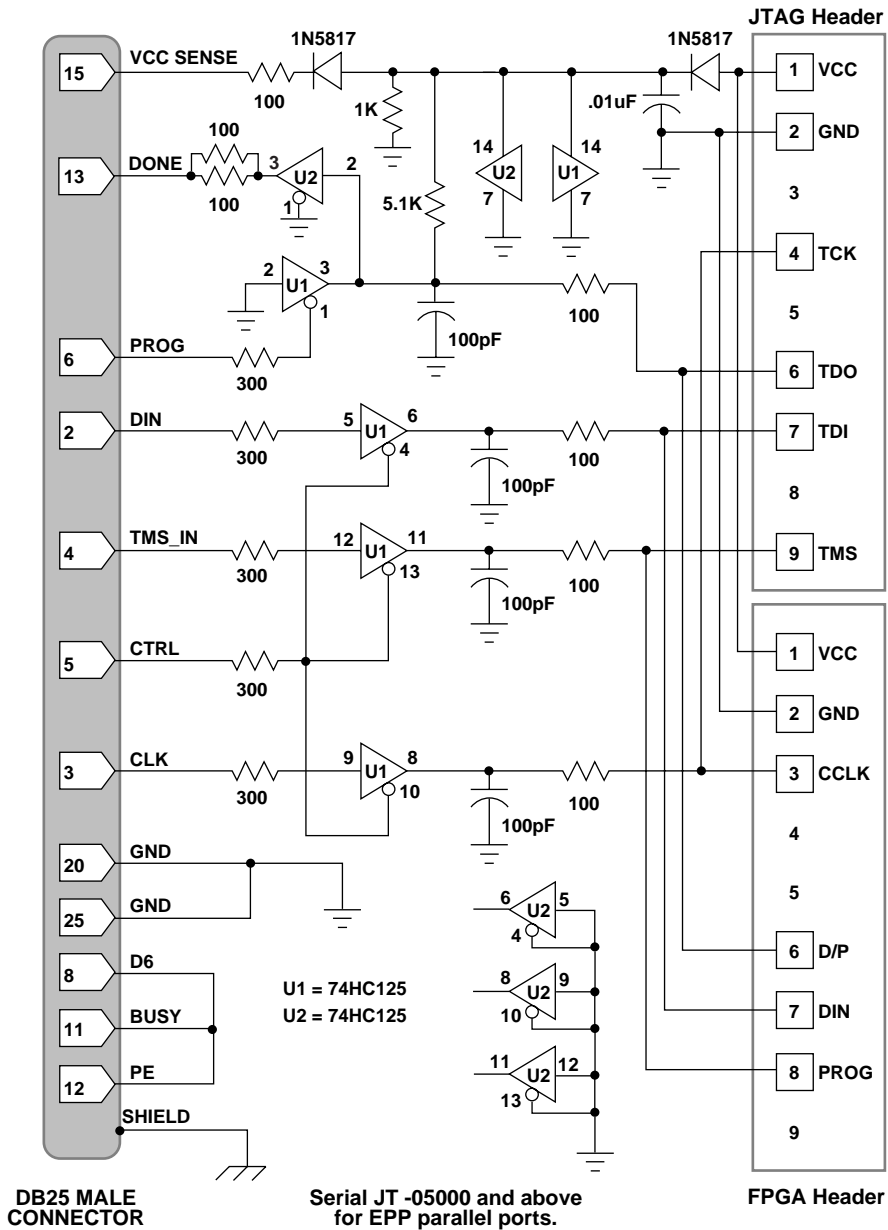 JTAG Header
1N5817
1N5817
15
VCC SENSE
1
VCC
100
1K
.01uF
100
2
GND
13
DONE
3
U2
2
14
U2
7
14
U1
7
100
1
5.1K
3
4
TCK
2
U1
3
1
5
100
100pF
6
PROG
300
6
TDO
2
DIN
300
5
U1
6
4
100
7
TDI
100pF
8
4
TMS_IN
300
12
U1
11
13
100
9
TMS
100pF
5
CTRL
300
1
VCC
2
GND
3
CLK
300
9
U1
8
10
100
3
CCLK
100pF
4
20
GND
5
25
GND
6
U2
5
4
6
D/P
8
D6
U1 = 74HC125
8
U2
9
10
7
DIN
11
BUSY
U2 = 74HC125
12
PE
11
U2
12
13
8
PROG
SHIELD
9
DB25 MALE
CONNECTOR
Serial JT -05000 and above
for EPP parallel ports.
FPGA Header